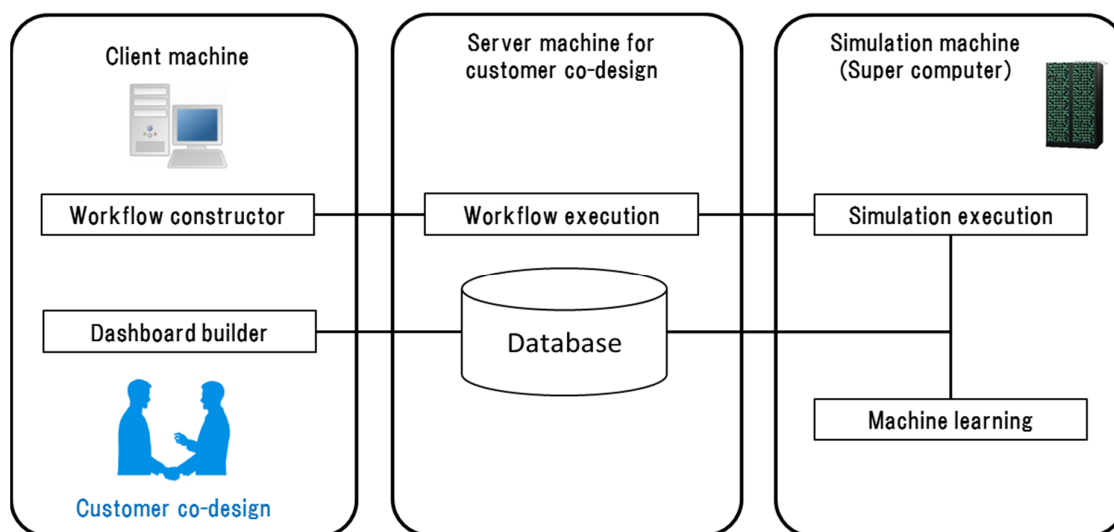 Client machine
Workflow constructor
Dashboard builder
Customer co-design
Server machine for
customer co-design
Workflow execution
Database
Simulation machine
(Super computer)
Simulation execution
Machine learning